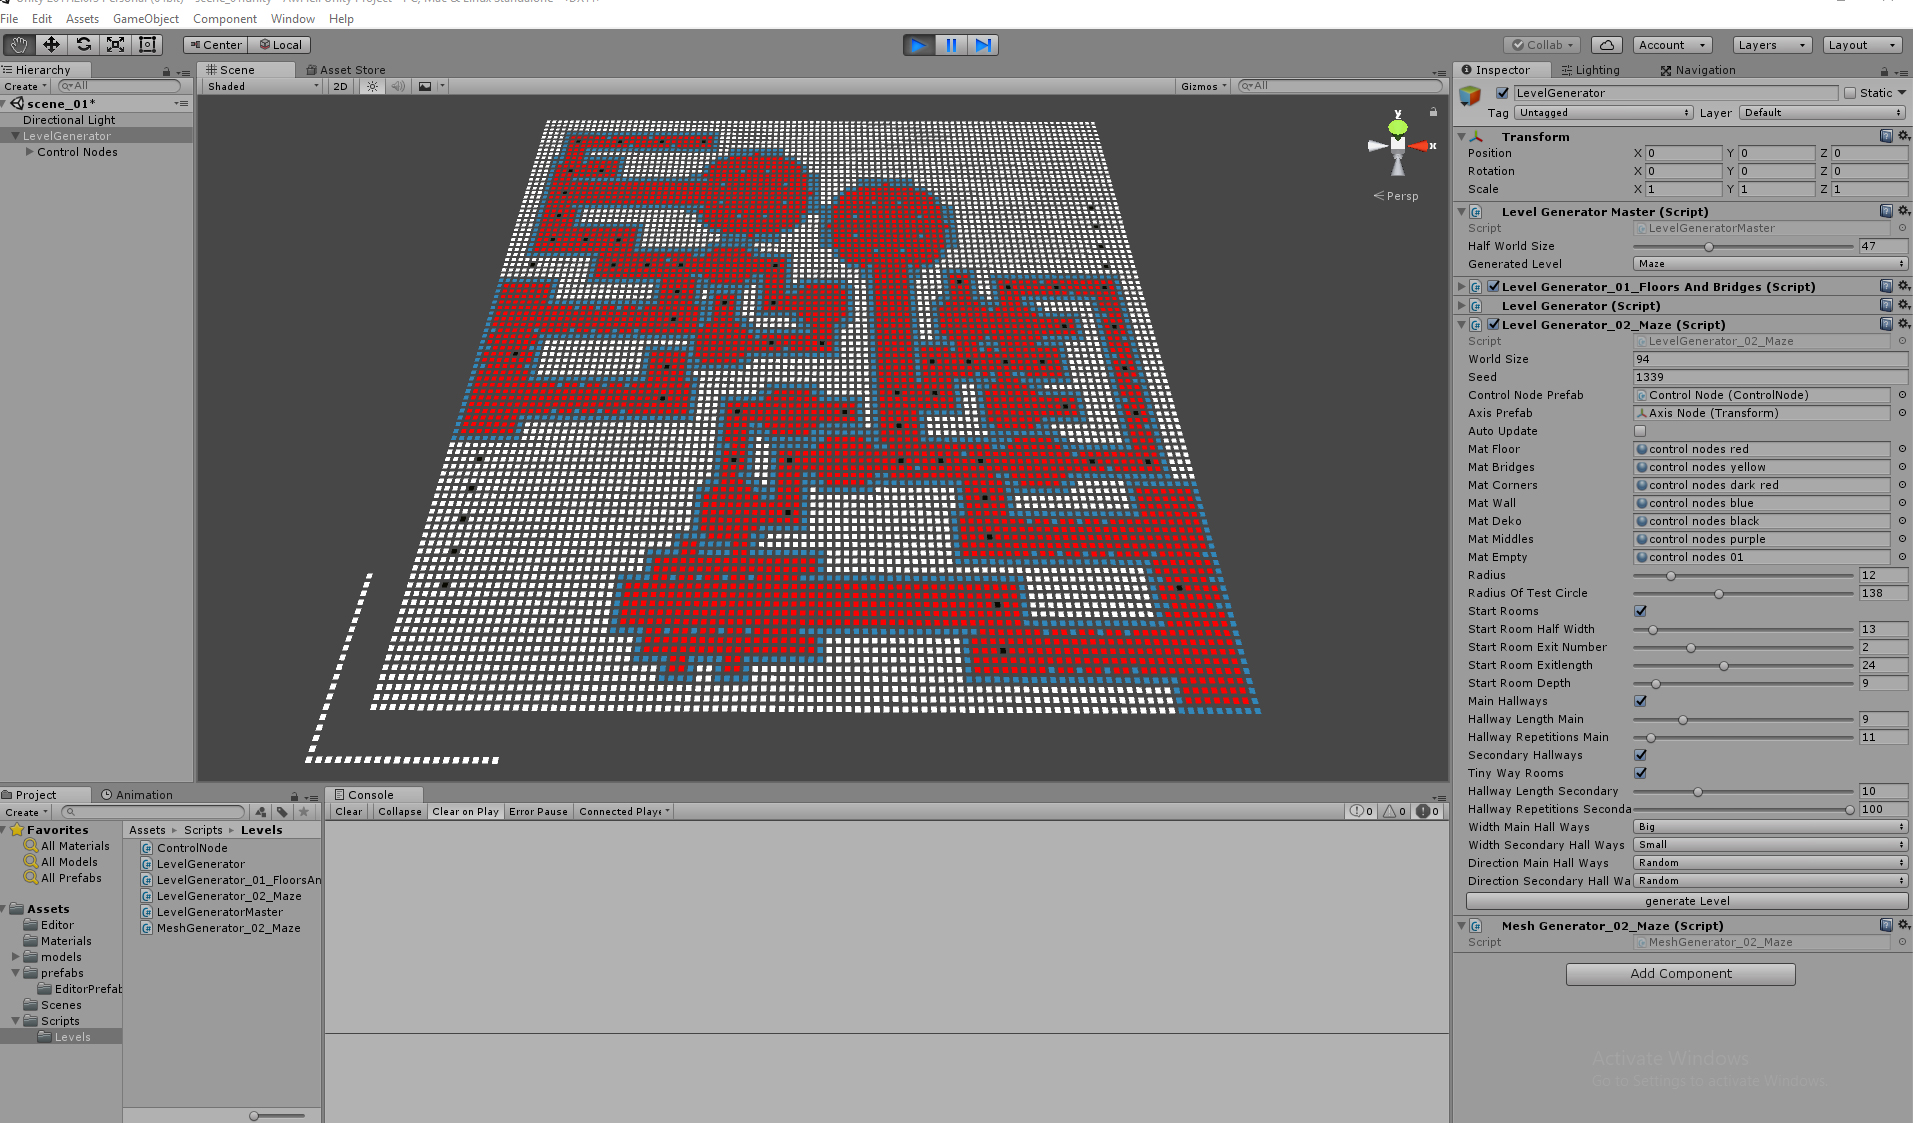 File Edit Assets GameObject Component Window Help
Center Local
Collab Account Layers Layout
Hierarchy
Create All
scene_01*
Directional Light
LevelGenerator
Control Nodes
Scene Asset Store
Shaded 2D Gizmos All
y
x
Persp
Inspector Lighting Navigation
LevelGenerator Static
Tag Untagged Layer Default
Transform
Position X 0 Y 0 Z 0
Rotation X 0 Y 0 Z 0
Scale X 1 Y 1 Z 1
Level Generator Master (Script)
Script LevelGeneratorMaster
Half World Size 47
Generated Level Maze
Level Generator_01_Floors And Bridges (Script)
Level Generator (Script)
Level Generator_02_Maze (Script)
Script LevelGenerator_02_Maze
World Size 94
Seed 1339
Control Node Prefab Control Node (ControlNode)
Axis Prefab Axis Node (Transform)
Auto Update
Mat Floor control nodes red
Mat Bridges control nodes yellow
Mat Corners control nodes dark red
Mat Wall control nodes blue
Mat Deko control nodes black
Mat Middles control nodes purple
Mat Empty control nodes 01
Radius 12
Radius Of Test Circle 138
Start Rooms
Start Room Half Width 13
Start Room Exit Number 2
Start Room Exitlength 24
Start Room Depth 9
Main Hallways
Hallway Length Main 9
Hallway Repetitions Main 11
Secondary Hallways
Tiny Way Rooms
Hallway Length Secondary 10
Hallway Repetitions Seconda 100
Width Main Hall Ways Big
Width Secondary Hall Ways Small
Direction Main Hall Ways Random
Direction Secondary Hall Wa Random
generate Level
Mesh Generator_02_Maze (Script)
Script MeshGenerator_02_Maze
Add Component
Activate Windows
Go to Settings to activate Windows.
Project Animation
Create
Favorites
All Materials
All Models
All Prefabs
Assets
Editor
Materials
models
prefabs
EditorPrefab
Scenes
Scripts
Levels
Assets Scripts Levels
ControlNode
LevelGenerator
LevelGenerator_01_FloorsAn
LevelGenerator_02_Maze
LevelGeneratorMaster
MeshGenerator_02_Maze
Console
Clear Collapse Clear on Play Error Pause Connected Playe 0 0 0